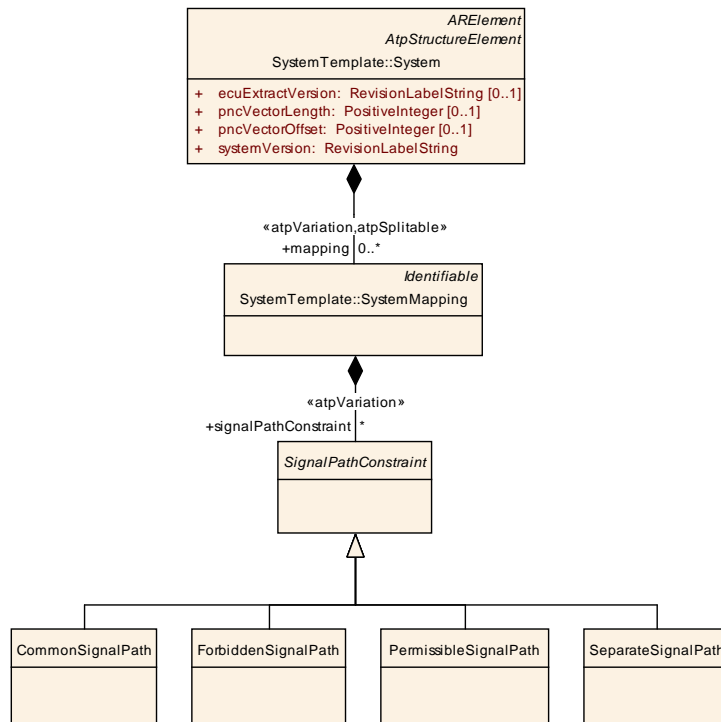 ARElement
AtpStructureElement
SystemTemplate::System
+ ecuExtractVersion: RevisionLabelString [0..1]
+ pncVectorLength: PositiveInteger [0..1]
+ pncVectorOffset: PositiveInteger [0..1]
+ systemVersion: RevisionLabelString
«atpVariation,atpSplitable»
+mapping 0..*
Identifiable
SystemTemplate::SystemMapping
«atpVariation»
+signalPathConstraint *
SignalPathConstraint
CommonSignalPath ForbiddenSignalPath PermissibleSignalPath SeparateSignalPath